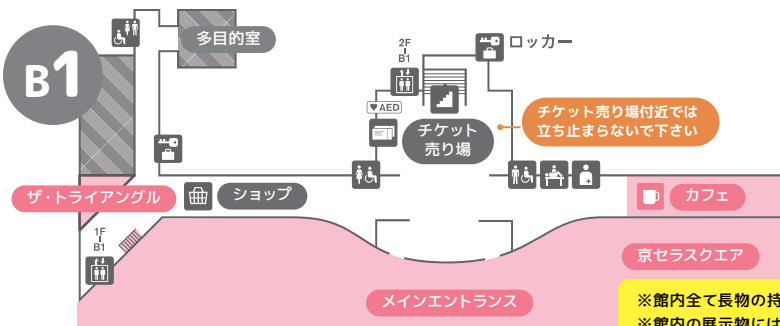 B1
多目的室
2F
B1
ロッカー
AED
チケット
売り場
チケット売り場付近では
立ち止まらないで下さい
ザ・トライアングル
ショップ
カフェ
1F
B1
京セラスクエア
メインエントランス
※館内全て長物の持
※館内の展示物には